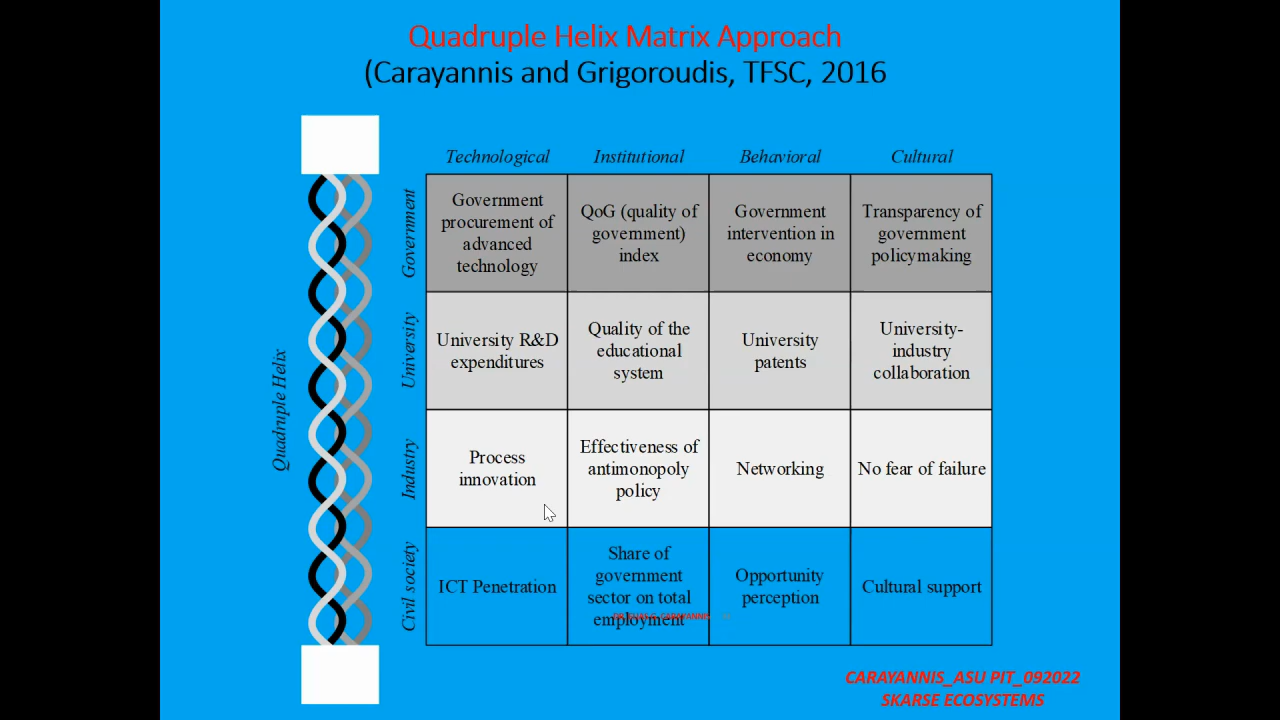 Quadruple Helix Matrix Approach
(Carayannis and Grigoroudis, TFSC, 2016
Technological Institutional Behavioral Cultural
Quadruple Helix
Government
Government
procurement of
advanced
technology
QoG (quality of
government)
index
Government
intervention in
economy
Transparency of
government
policymaking
University
University R&D
expenditures
Quality of the
educational
system
University
patents
University-
industry
collaboration
Industry
Process
innovation
Effectiveness of
antimonopoly
policy
Networking
No fear of failure
Civil society
ICT Penetration
Share of
government
sector on total
employment
Opportunity
perception
Cultural support
CARAYANNIS
CARAYANNIS_ASU PIT_092022
SKARSE ECOSYSTEMS